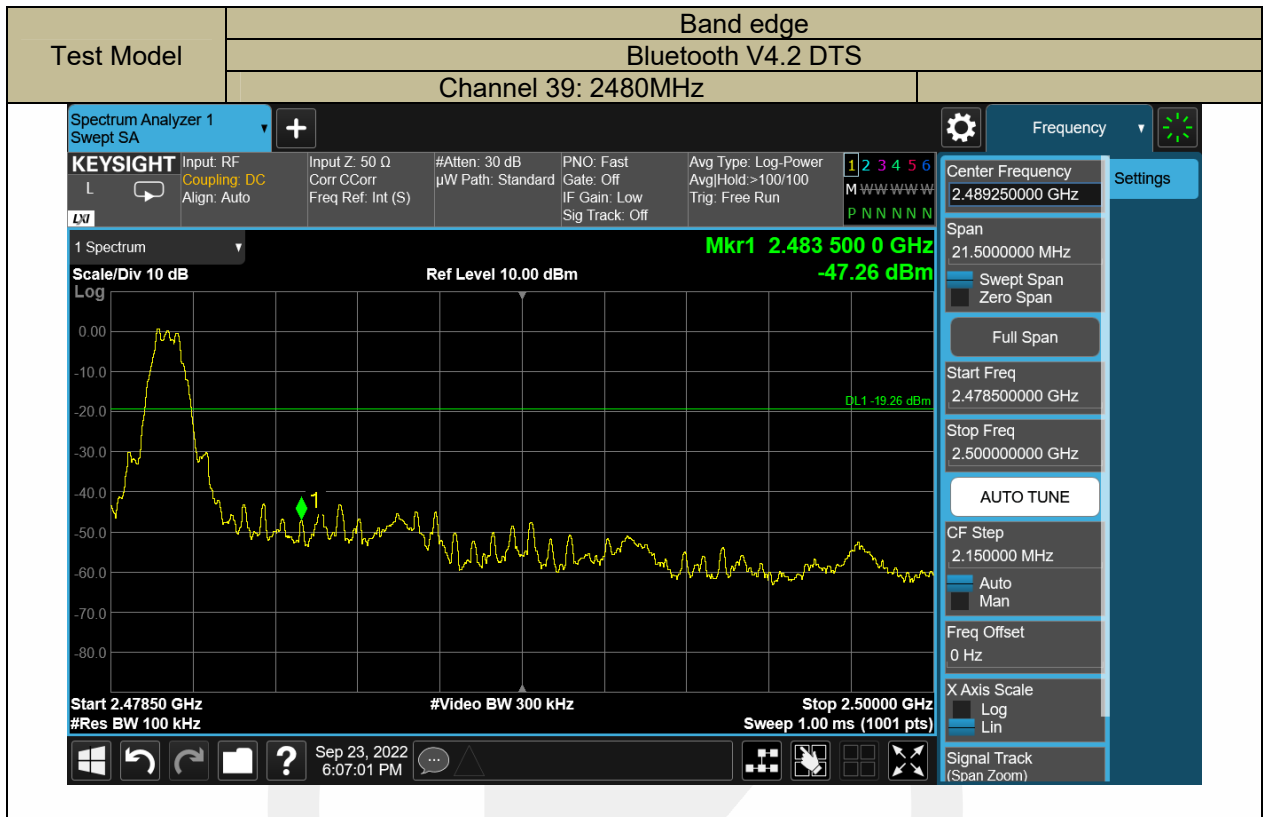 Test Model
Band edge
Bluetooth V4.2 DTS
Channel 39: 2480MHz
Spectrum Analyzer 1
Swept SA
Frequency
KEYSIGHT
L
LXI
Input: RF
Coupling: DC
Align: Auto
Input Z: 50 Ω
Corr CCorr
Freq Ref: Int (S)
#Atten: 30 dB
µW Path: Standard
PNO: Fast
Gate: Off
IF Gain: Low
Sig Track: Off
Avg Type: Log-Power
Avg|Hold:>100/100
Trig: Free Run
1 2 3 4 5 6
M W W W W W
P N N N N N
1 Spectrum
Mkr1 2.483 500 0 GHz
Scale/Div 10 dB
Ref Level 10.00 dBm
-47.26 dBm
Log
0.00
-10.0
-20.0
-30.0
-40.0
-50.0
-60.0
-70.0
-80.0
DL1 -19.26 dBm
1
Start 2.47850 GHz
#Video BW 300 kHz
Stop 2.50000 GHz
#Res BW 100 kHz
Sweep 1.00 ms (1001 pts)
Sep 23, 2022
6:07:01 PM
Center Frequency
2.489250000 GHz
Settings
Span
21.5000000 MHz
Swept Span
Zero Span
Full Span
Start Freq
2.478500000 GHz
Stop Freq
2.500000000 GHz
AUTO TUNE
CF Step
2.150000 MHz
Auto
Man
Freq Offset
0 Hz
X Axis Scale
Log
Lin
Signal Track
(Span Zoom)